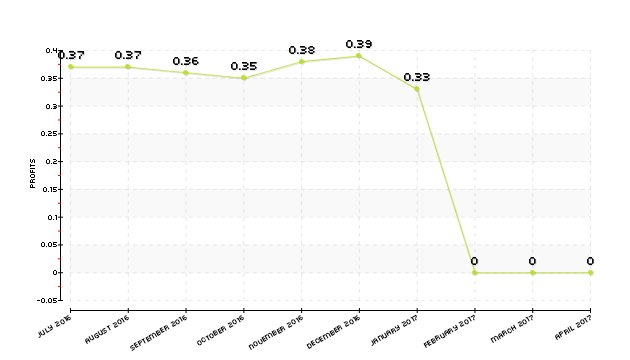 0.37
0.37
0.36
0.35
0.38
0.39
0.33
0
0
0
0.4
0.35
0.3
0.25
0.2
0.15
0.1
0.05
0
-0.05
PROFITS
JULY 2016
AUGUST 2016
SEPTEMBER 2016
OCTOBER 2016
NOVEMBER 2016
DECEMBER 2016
JANUARY 2017
FEBRUARY 2017
MARCH 2017
APRIL 2017